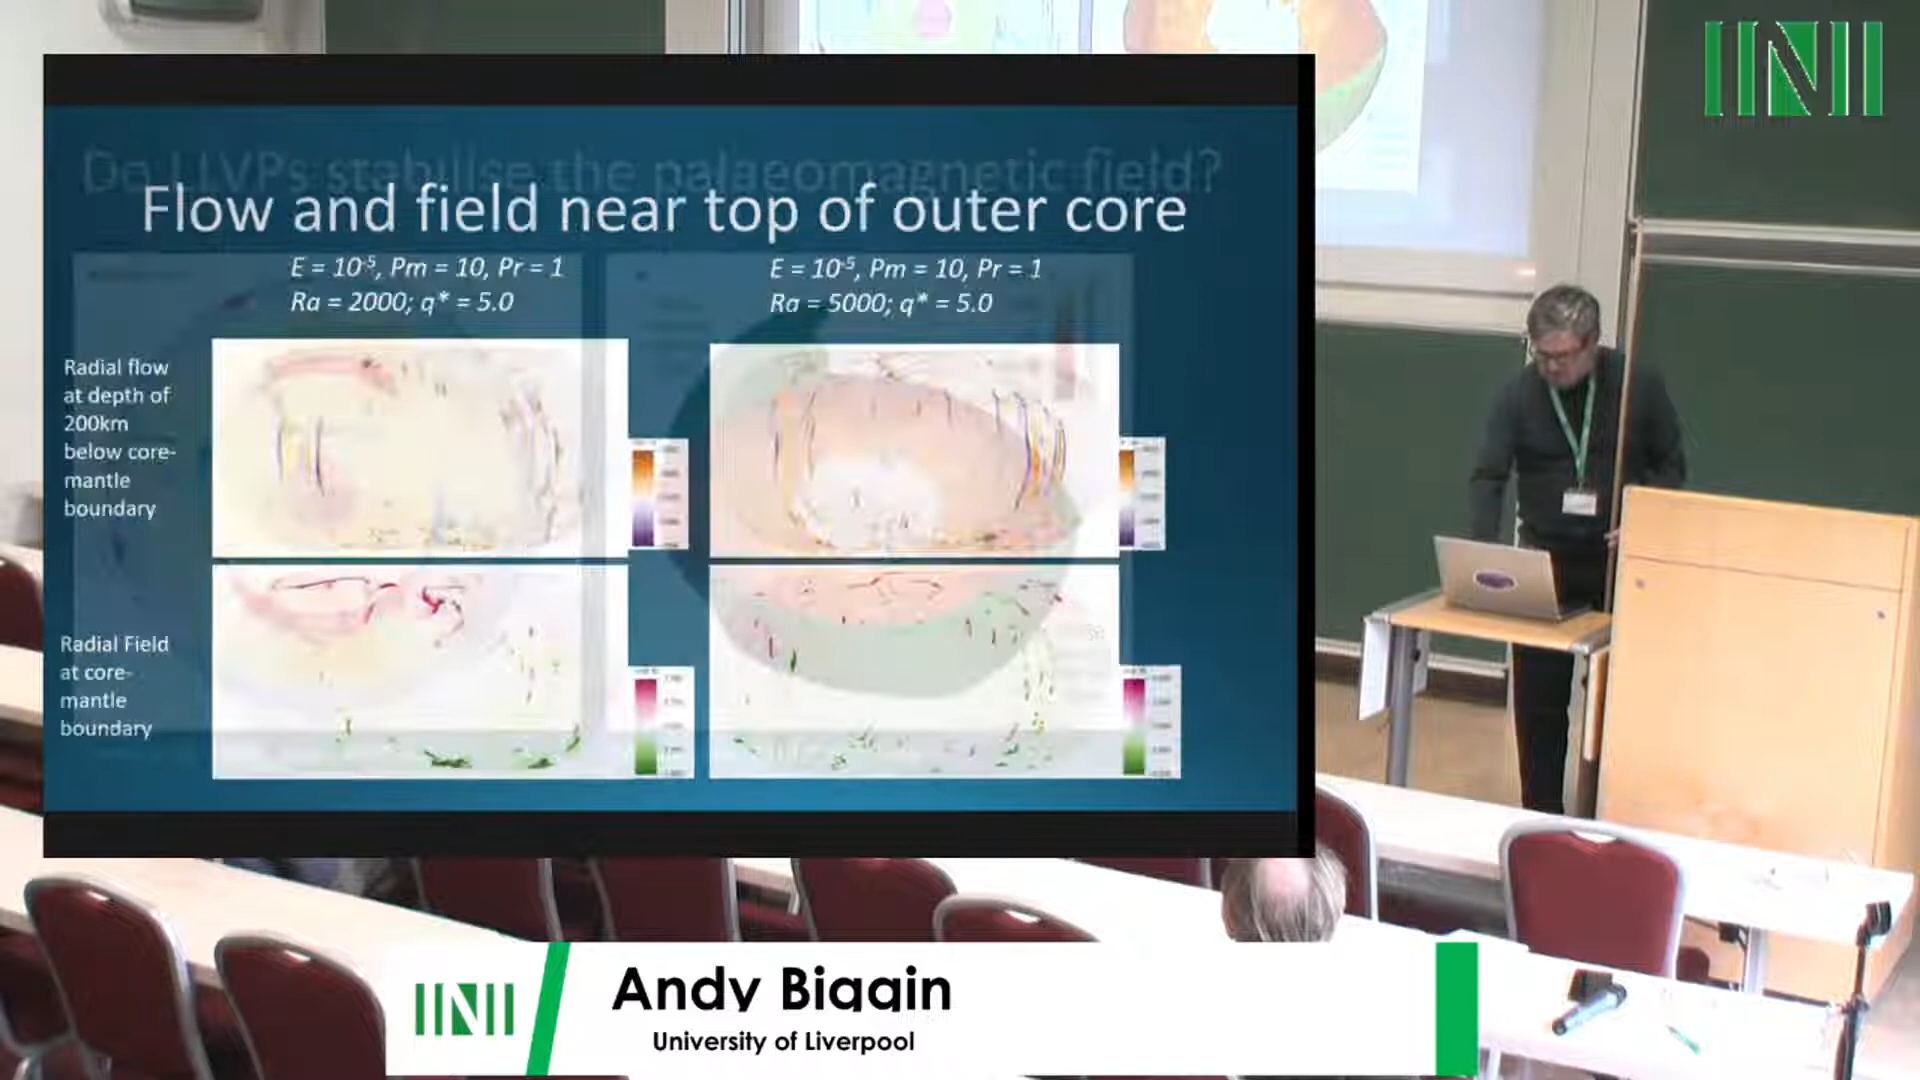 Do LLVPs stabilise the palaeomagnetic field?
Flow and field near top of outer core
E = 10⁻⁵, Pm = 10, Pr = 1
Ra = 2000; q* = 5.0
E = 10⁻⁵, Pm = 10, Pr = 1
Ra = 5000; q* = 5.0
Radial flow
at depth of
200km
below core-
mantle
boundary
Radial Field
at core-
mantle
boundary
Andy Biggin
University of Liverpool